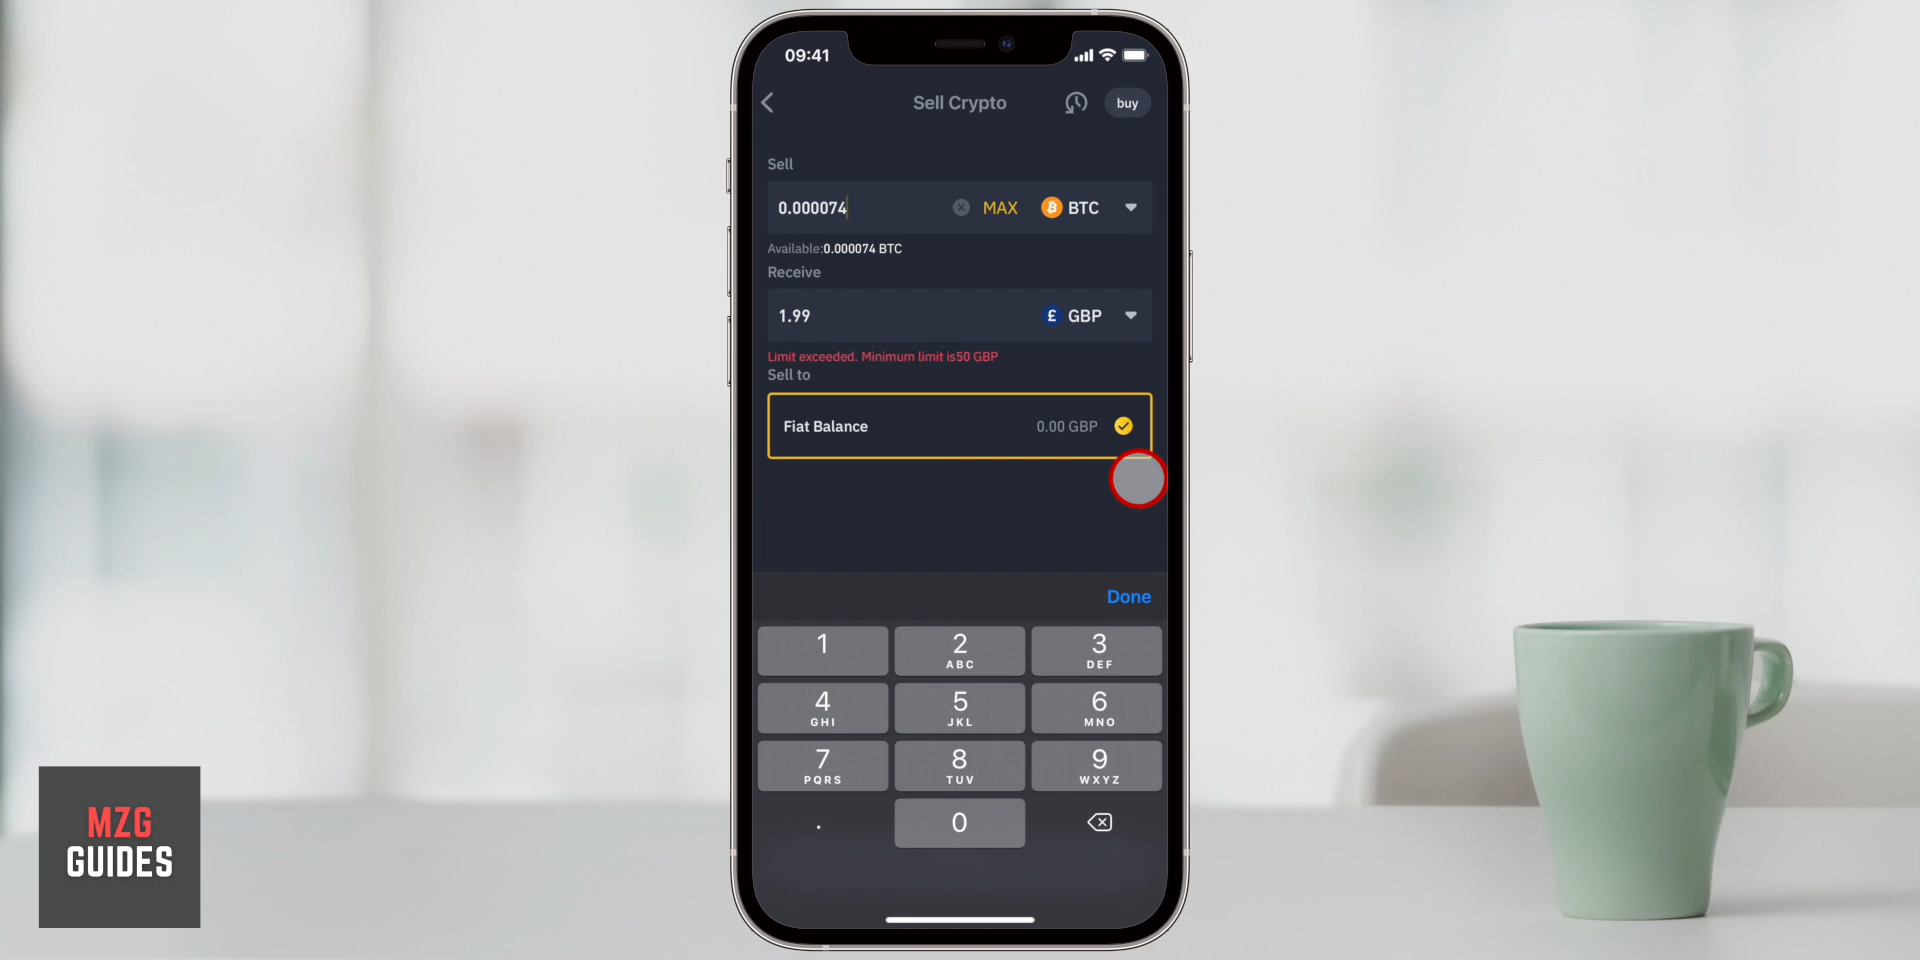 09:41
Sell Crypto
buy
Sell
0.000074
MAX
BTC
Available:0.000074 BTC
Receive
1.99
£ GBP
Limit exceeded. Minimum limit is50 GBP
Sell to
Fiat Balance
0.00 GBP
Done
1
2
ABC
3
DEF
4
GHI
5
JKL
6
MNO
7
PQRS
8
TUV
9
WXYZ
.
0
MZG
GUIDES